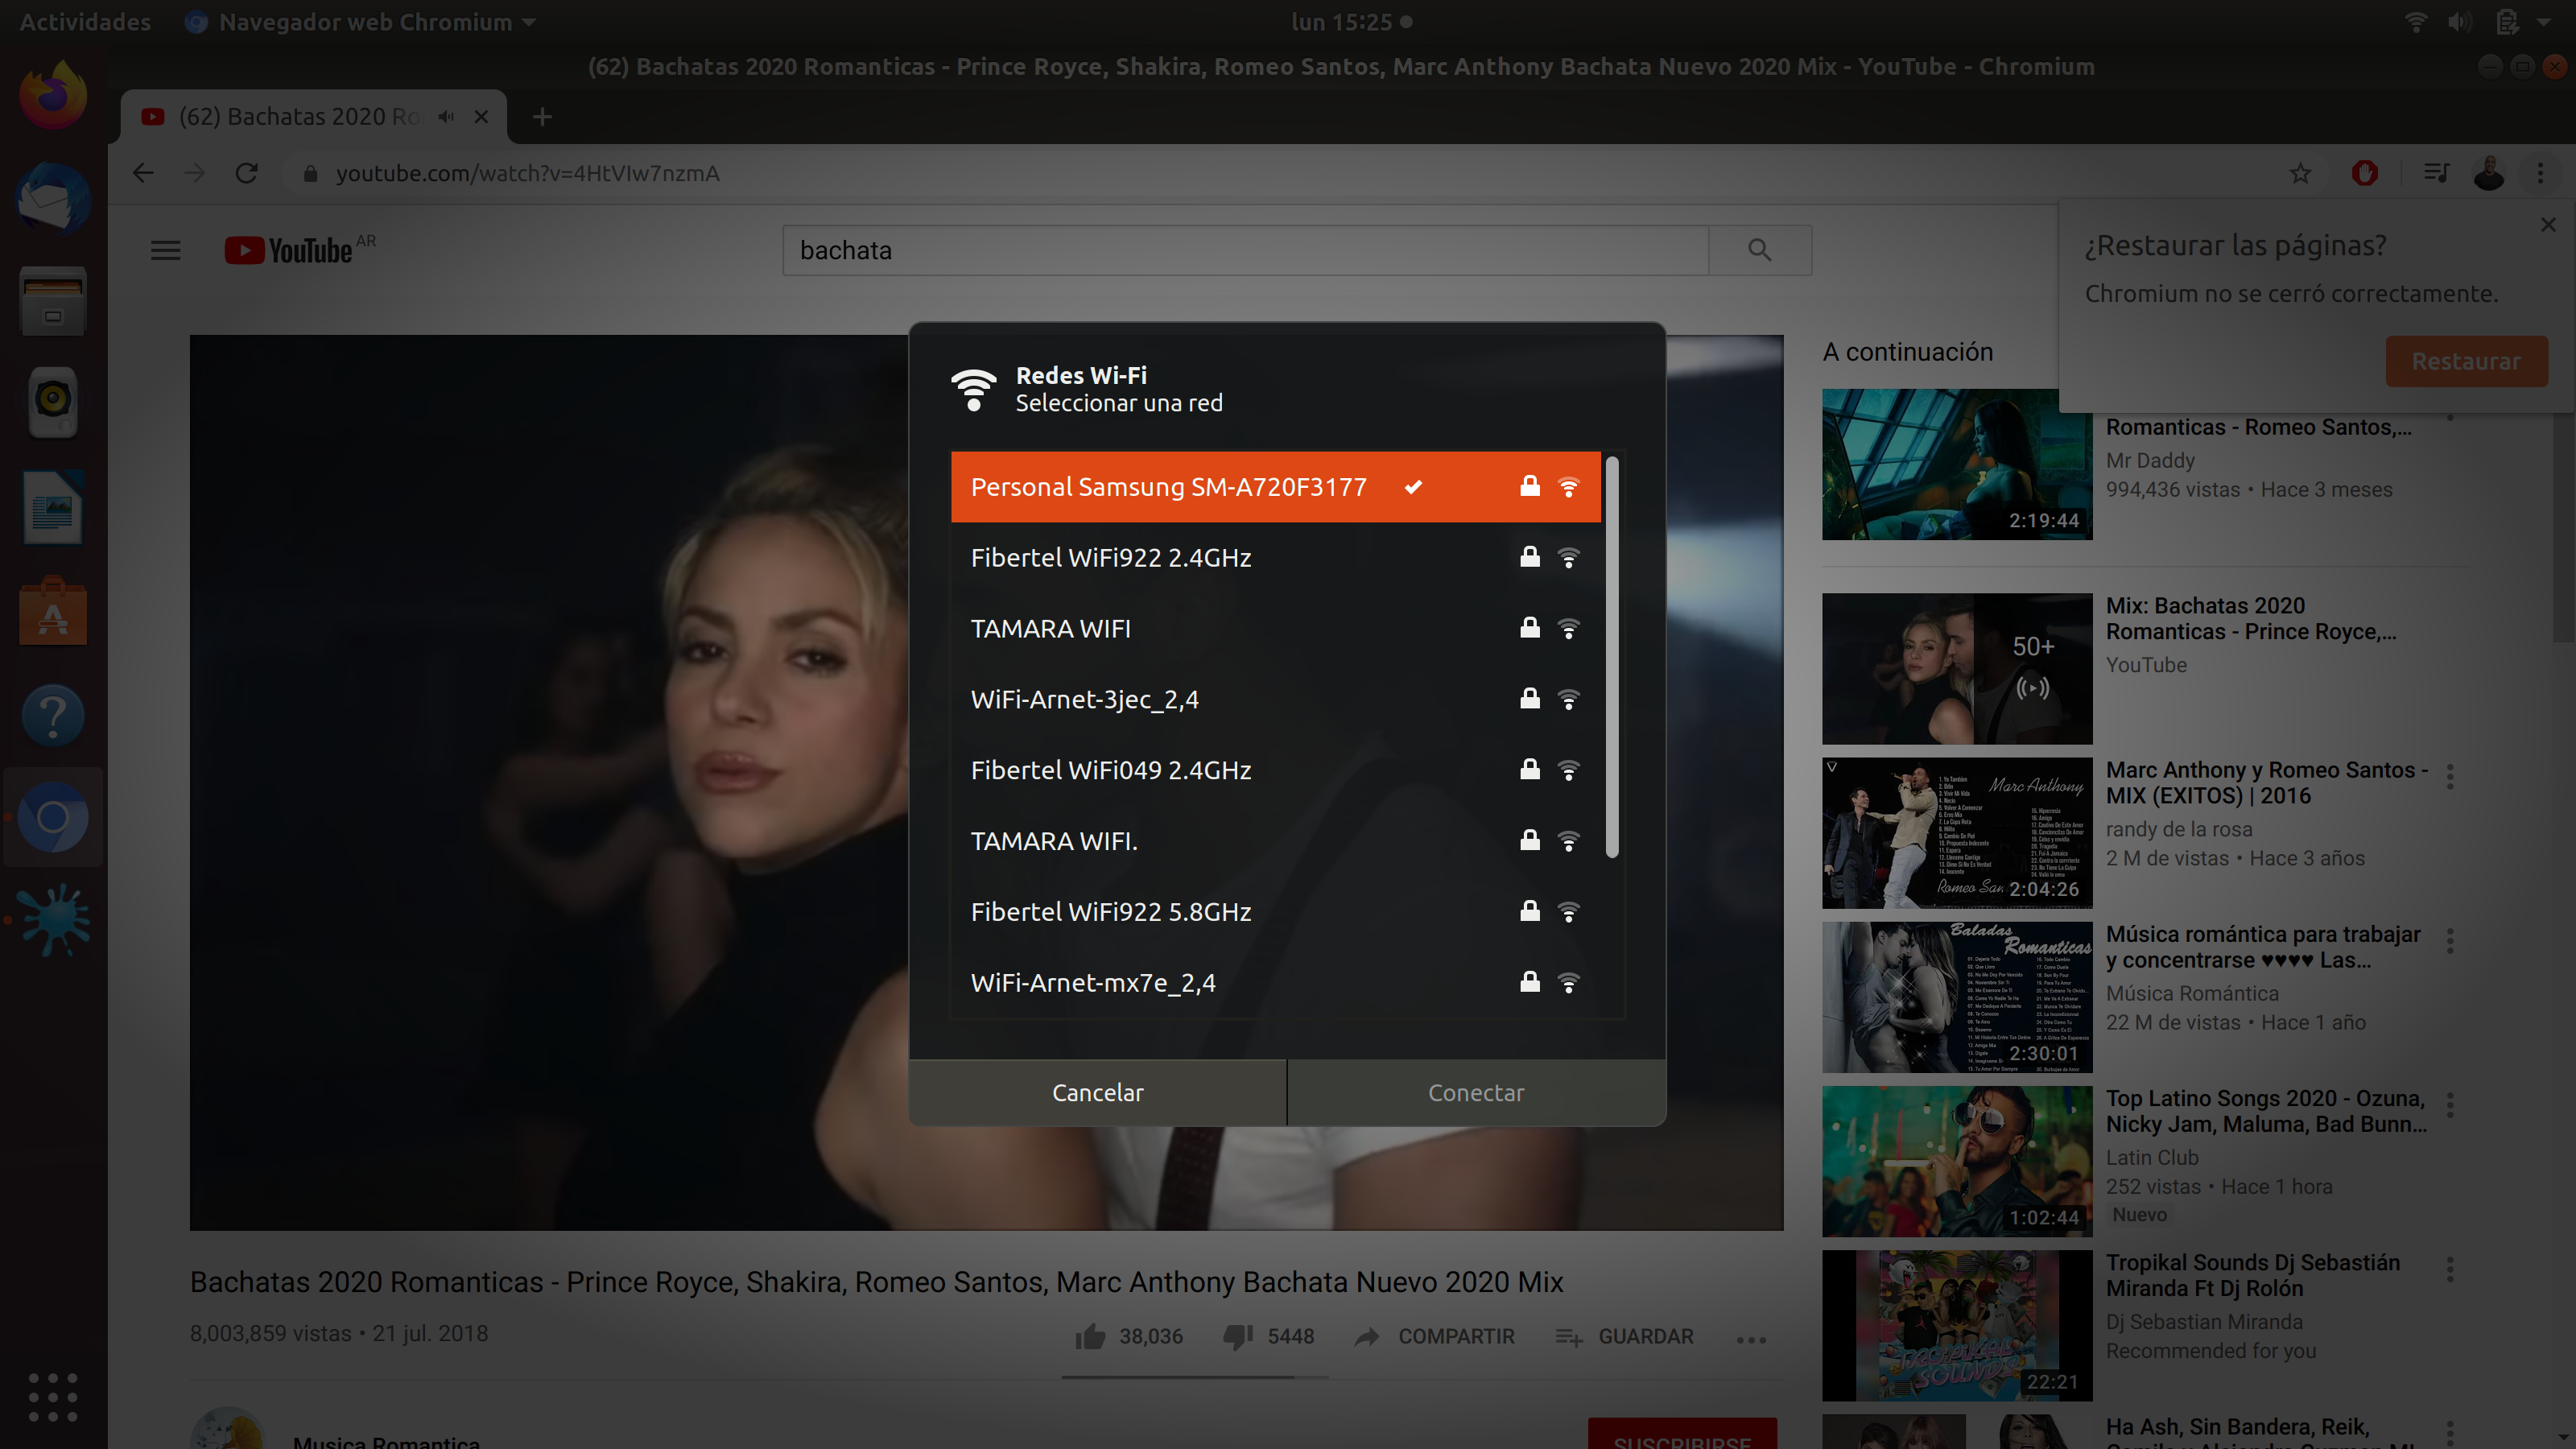 Actividades
Navegador web Chromium
lun 15:25
(62) Bachatas 2020 Romanticas - Prince Royce, Shakira, Romeo Santos, Marc Anthony Bachata Nuevo 2020 Mix - YouTube - Chromium
(62) Bachatas 2020 Ro
youtube.com/watch?v=4HtVIw7nzmA
YouTube AR
bachata
¿Restaurar las páginas?
Chromium no se cerró correctamente.
Restaurar
Redes Wi-Fi
Seleccionar una red
Personal Samsung SM-A720F3177
Fibertel WiFi922 2.4GHz
TAMARA WIFI
WiFi-Arnet-3jec_2,4
Fibertel WiFi049 2.4GHz
TAMARA WIFI.
Fibertel WiFi922 5.8GHz
WiFi-Arnet-mx7e_2,4
Cancelar
Conectar
A continuación
Romanticas - Romeo Santos,...
Mr Daddy
994,436 vistas • Hace 3 meses
2:19:44
50+
Mix: Bachatas 2020
Romanticas - Prince Royce,...
YouTube
Marc Anthony
Romeo San
2:04:26
Marc Anthony y Romeo Santos -
MIX (EXITOS) | 2016
randy de la rosa
2 M de vistas • Hace 3 años
Baladas
Romanticas
2:30:01
Música romántica para trabajar
y concentrarse ♥♥♥♥ Las...
Música Romántica
22 M de vistas • Hace 1 año
1:02:44
Top Latino Songs 2020 - Ozuna,
Nicky Jam, Maluma, Bad Bunn...
Latin Club
252 vistas • Hace 1 hora
Nuevo
TROPIKAL
SOUNDS
22:21
Tropikal Sounds Dj Sebastián
Miranda Ft Dj Rolón
Dj Sebastian Miranda
Recommended for you
Ha Ash, Sin Bandera, Reik,
Bachatas 2020 Romanticas - Prince Royce, Shakira, Romeo Santos, Marc Anthony Bachata Nuevo 2020 Mix
8,003,859 vistas • 21 jul. 2018
38,036
5448
COMPARTIR
GUARDAR
Musica Romantica
SUSCRIBIRSE